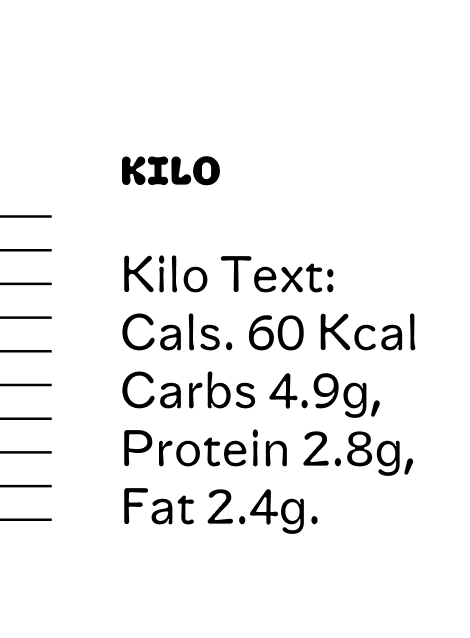 KILO
Kilo Text:
Cals. 60 Kcal
Carbs 4.9g,
Protein 2.8g,
Fat 2.4g.